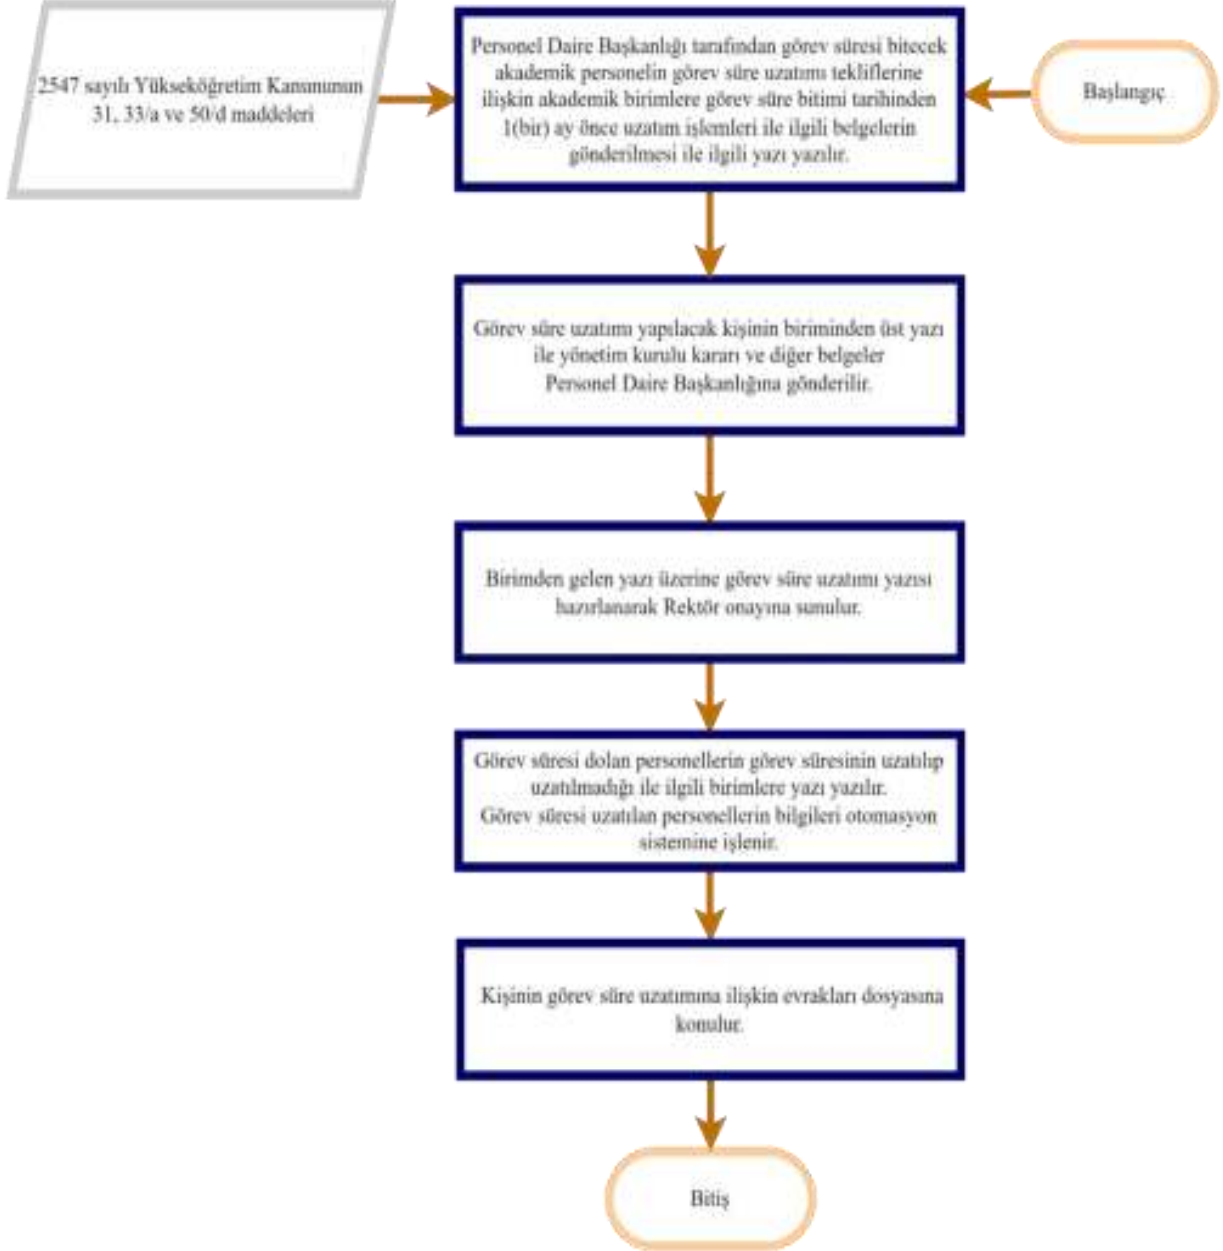 2547 sayılı Yükseköğretim Kanununun
31, 33/a ve 50/d maddeleri
Personel Daire Başkanlığı tarafından görev süresi bitecek
akademik personelin görev süre uzatımı tekliflerine
ilişkin akademik birimlere görev süre bitimi tarihinden
1(bir) ay önce uzatım işlemleri ile ilgili belgelerin
gönderilmesi ile ilgili yazı yazılır.
Başlangıç
Görev süre uzatımı yapılacak kişinin biriminden üst yazı
ile yönetim kurulu kararı ve diğer belgeler
Personel Daire Başkanlığına gönderilir.
Birimden gelen yazı üzerine görev süre uzatımı yazısı
hazırlanarak Rektör onayına sunulur.
Görev süresi dolan personellerin görev süresinin uzatılıp
uzatılmadığı ile ilgili birimlere yazı yazılır.
Görev süresi uzatılan personellerin bilgileri otomasyon
sistemine işlenir.
Kişinin görev süre uzatımına ilişkin evrakları dosyasına
konulur.
Bitiş